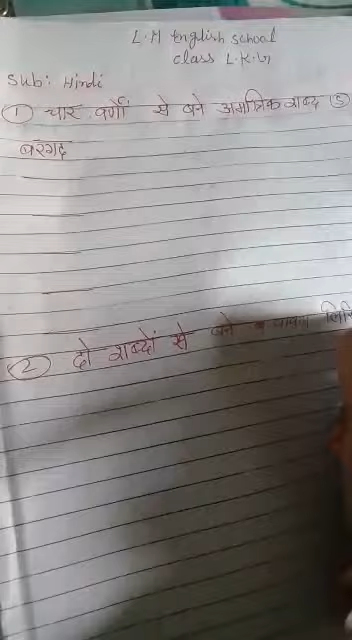 L.M English school
class L.K.G
Sub: Hindi
① चार वर्णों से बने अमात्रिक शब्द ⑤
बरगद
② दो शब्दों से बने